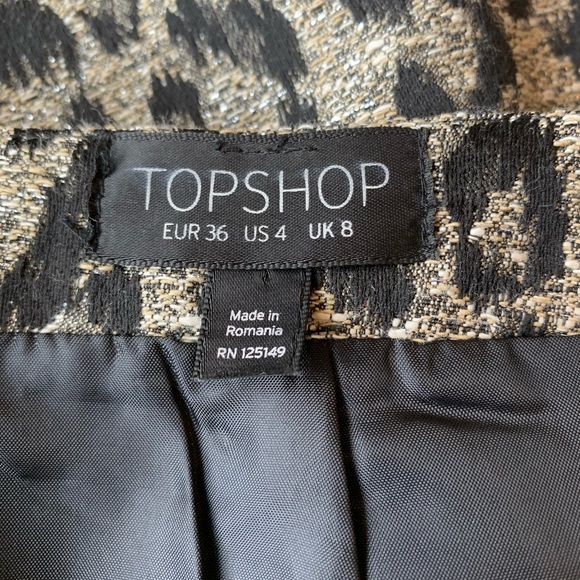 TOPSHOP
EUR 36 US 4 UK 8
Made in
Romania
RN 125149